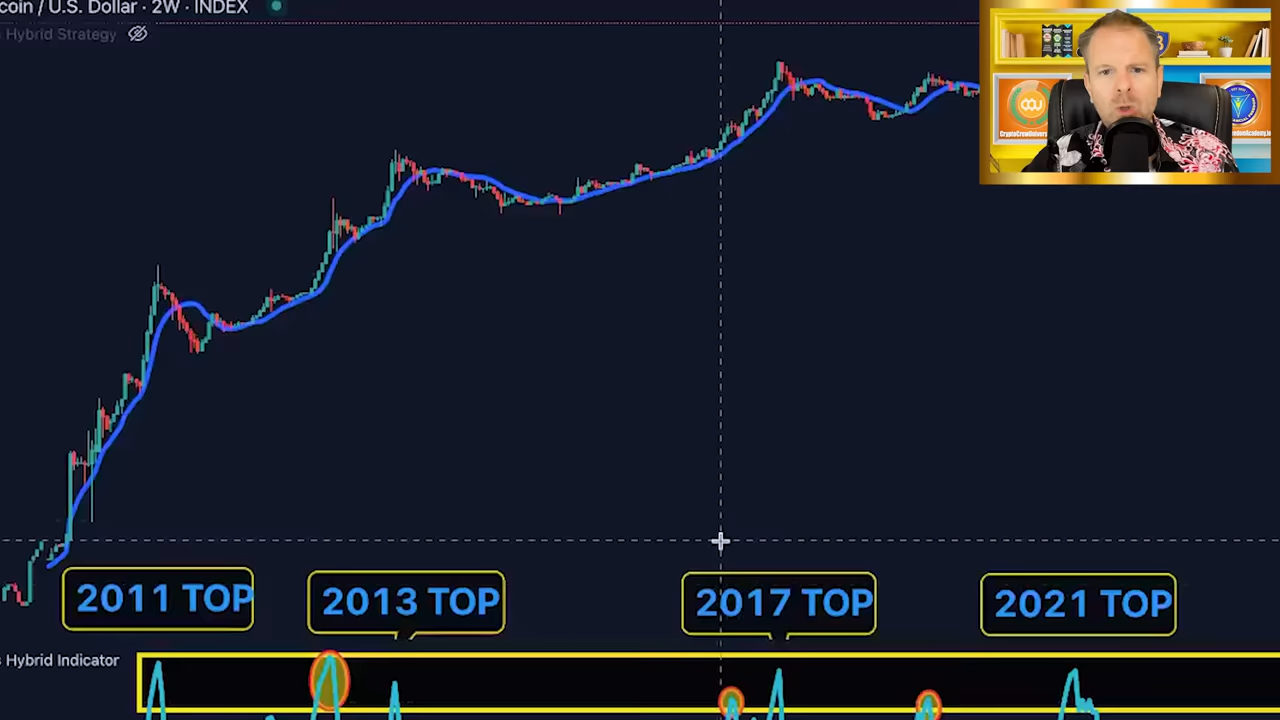 coin / U.S. Dollar · 2W · INDEX
Hybrid Strategy
2011 TOP
2013 TOP
2017 TOP
2021 TOP
s Hybrid Indicator